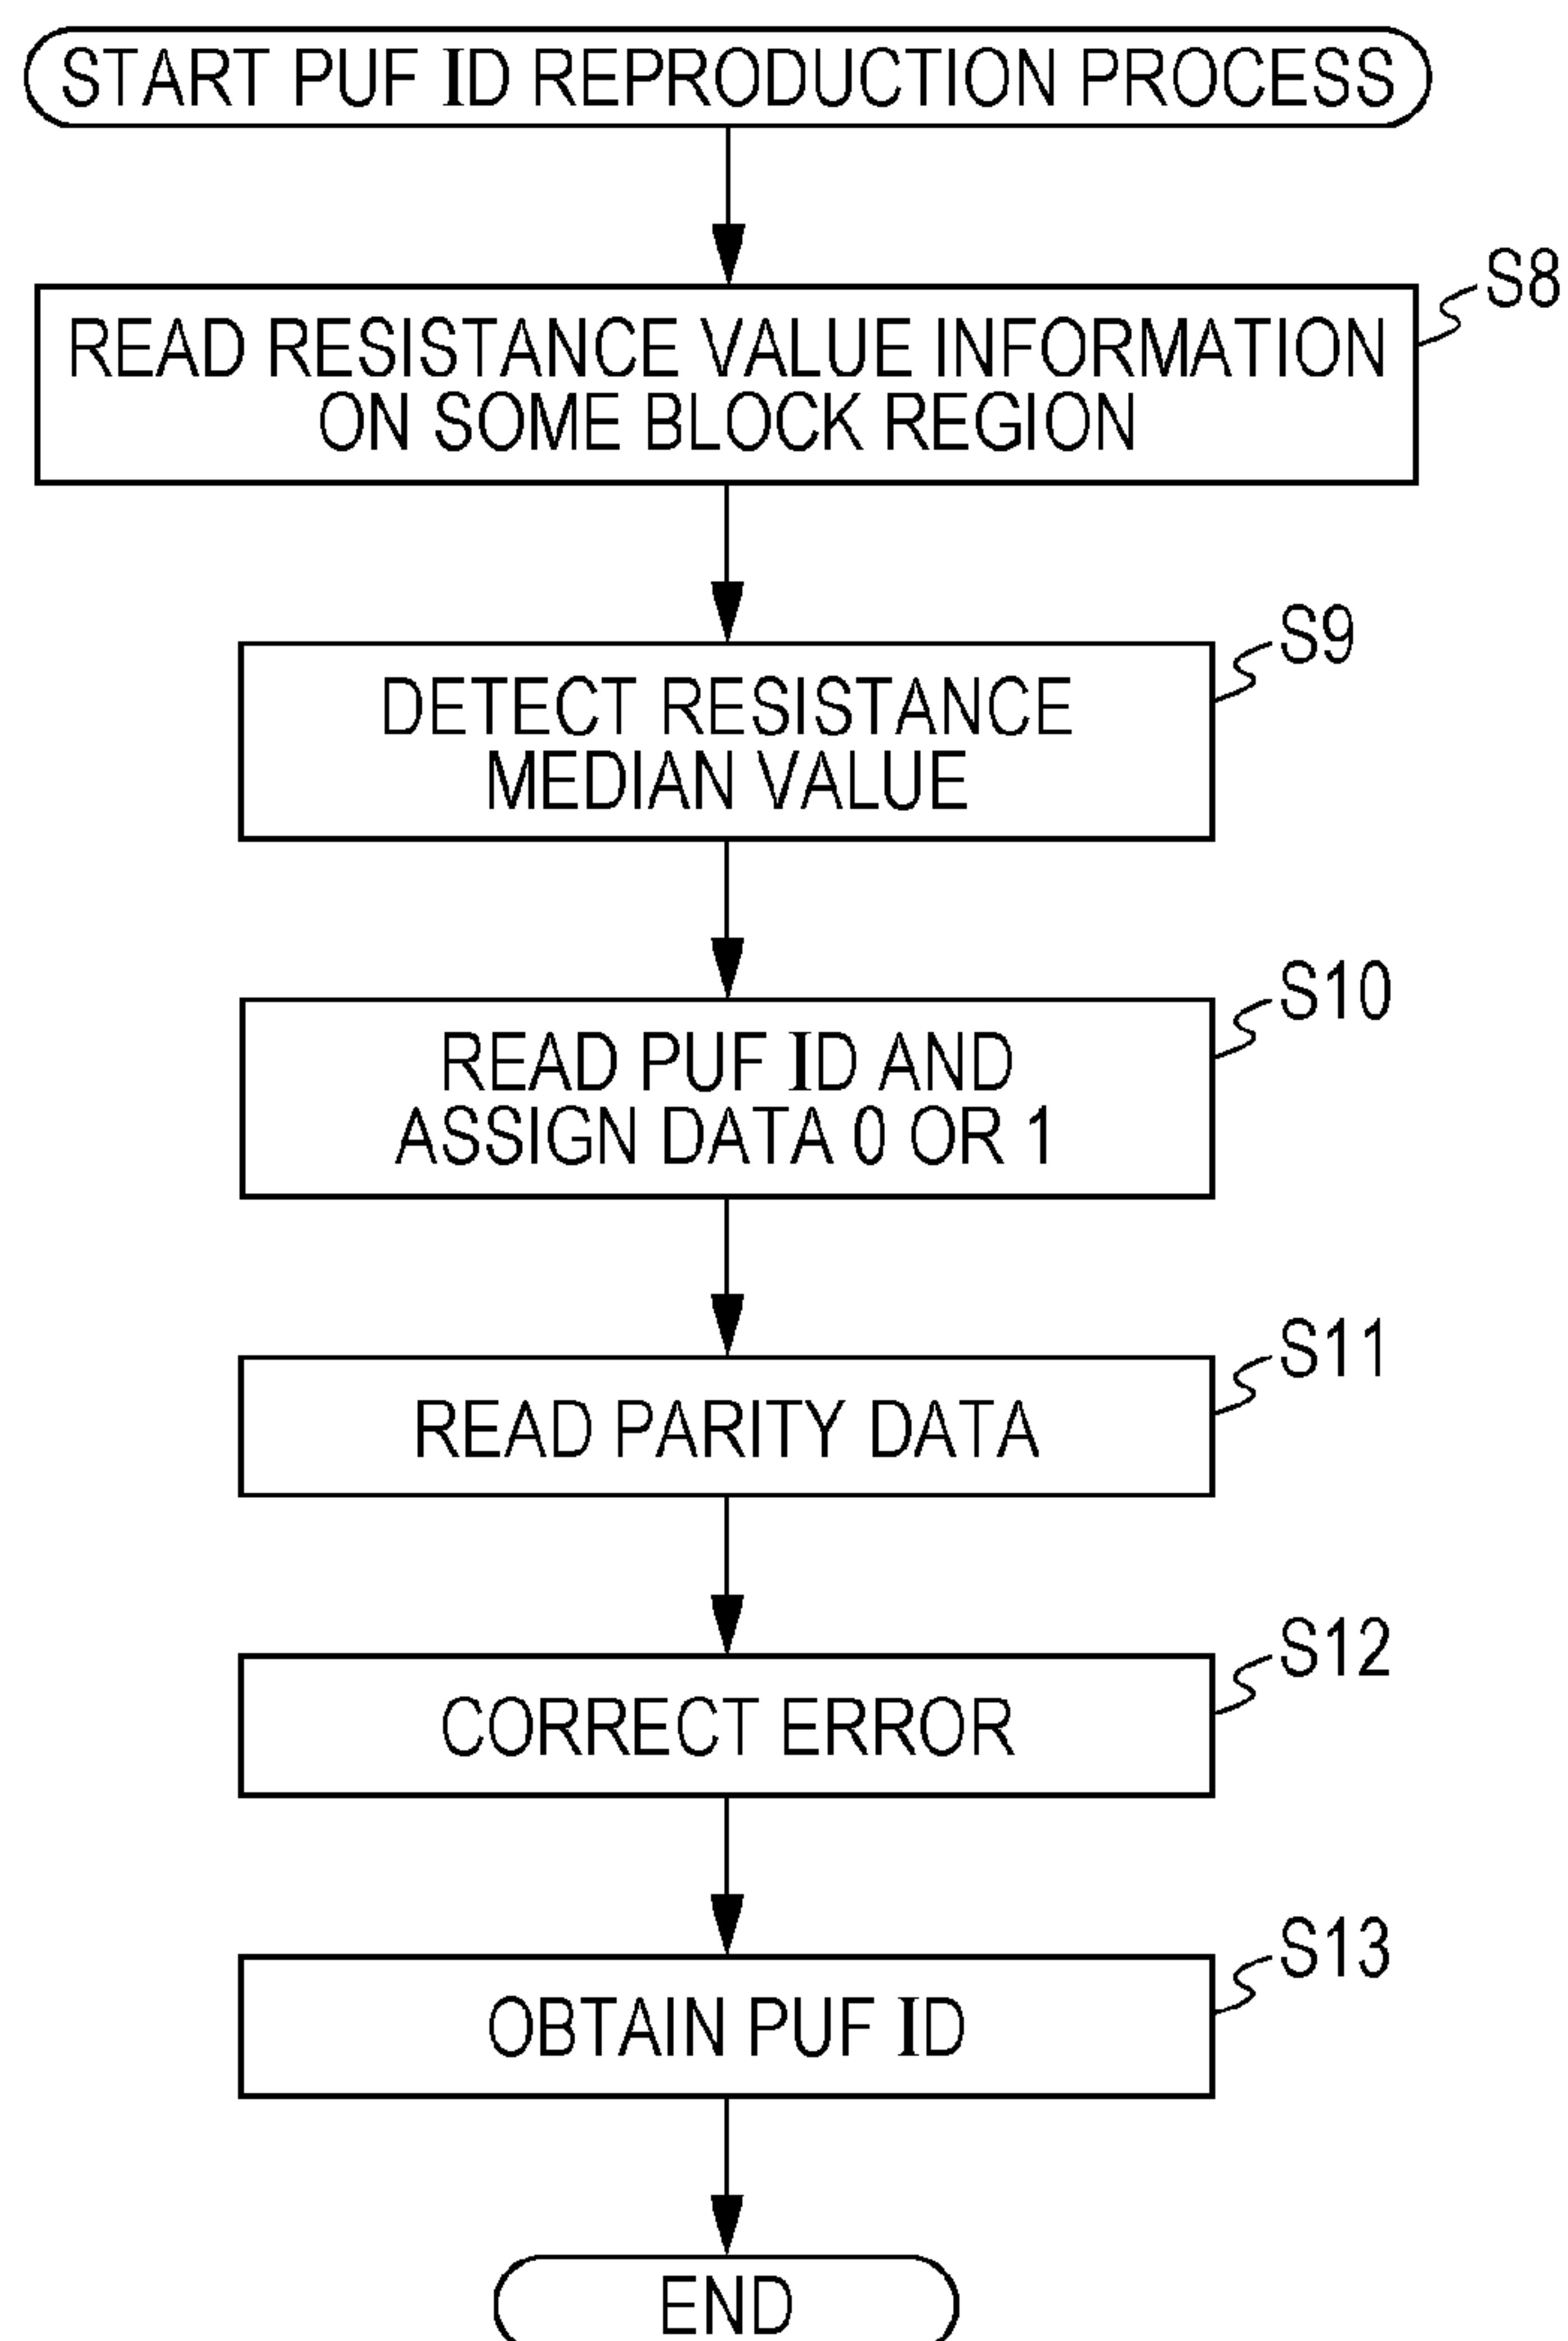 START PUF ID REPRODUCTION PROCESS
S8
READ RESISTANCE VALUE INFORMATION
ON SOME BLOCK REGION
S9
DETECT RESISTANCE
MEDIAN VALUE
S10
READ PUF ID AND
ASSIGN DATA 0 OR 1
S11
READ PARITY DATA
S12
CORRECT ERROR
S13
OBTAIN PUF ID
END